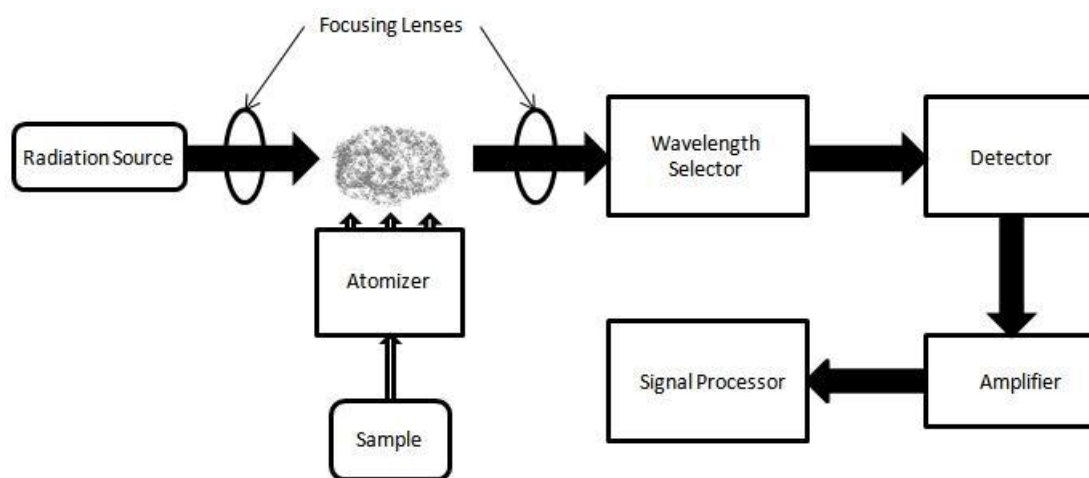 Focusing Lenses
Radiation Source
Wavelength
Selector
Detector
Atomizer
Signal Processor
Amplifier
Sample